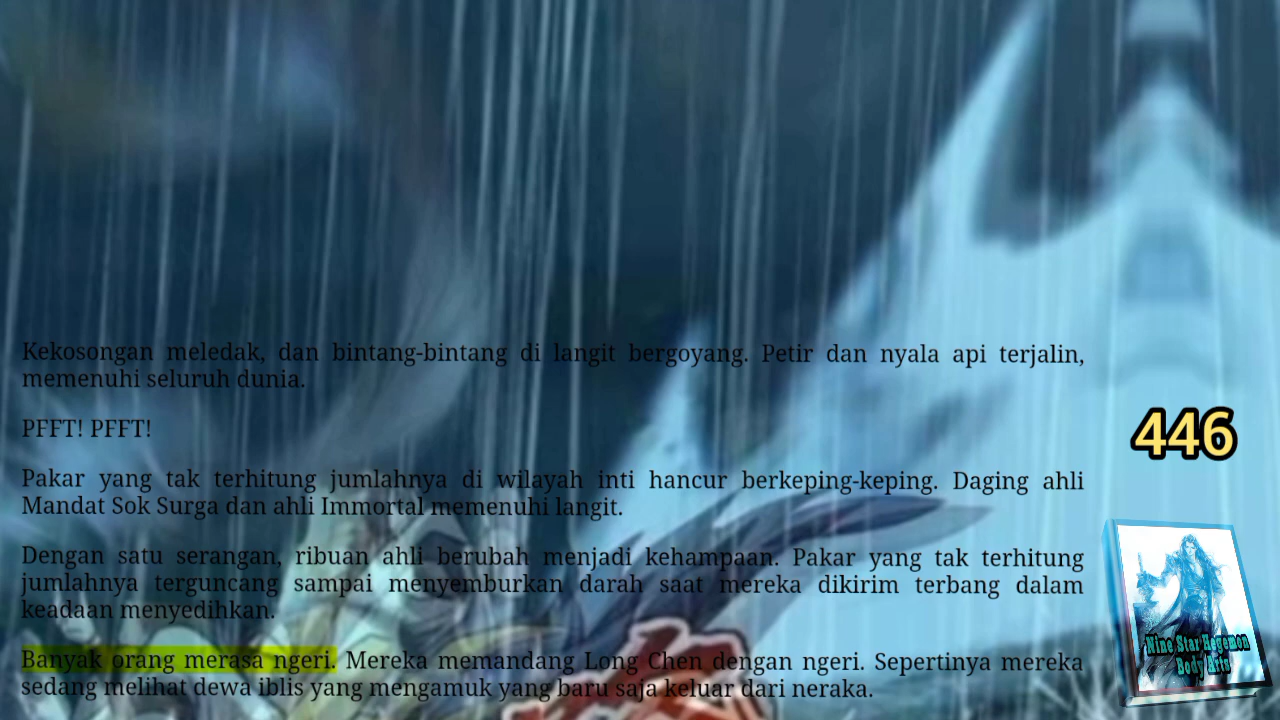 Kekosongan meledak, dan bintang-bintang di langit bergoyang. Petir dan nyala api terjalin,
memenuhi seluruh dunia.
PFFT! PFFT!
Pakar yang tak terhitung jumlahnya di wilayah inti hancur berkeping-keping. Daging ahli
Mandat Sok Surga dan ahli Immortal memenuhi langit.
Dengan satu serangan, ribuan ahli berubah menjadi kehampaan. Pakar yang tak terhitung
jumlahnya terguncang sampai menyemburkan darah saat mereka dikirim terbang dalam
keadaan menyedihkan.
Banyak orang merasa ngeri. Mereka memandang Long Chen dengan ngeri. Sepertinya mereka
sedang melihat dewa iblis yang mengamuk yang baru saja keluar dari neraka.
446
Nine Star Hegemon
Body Arts